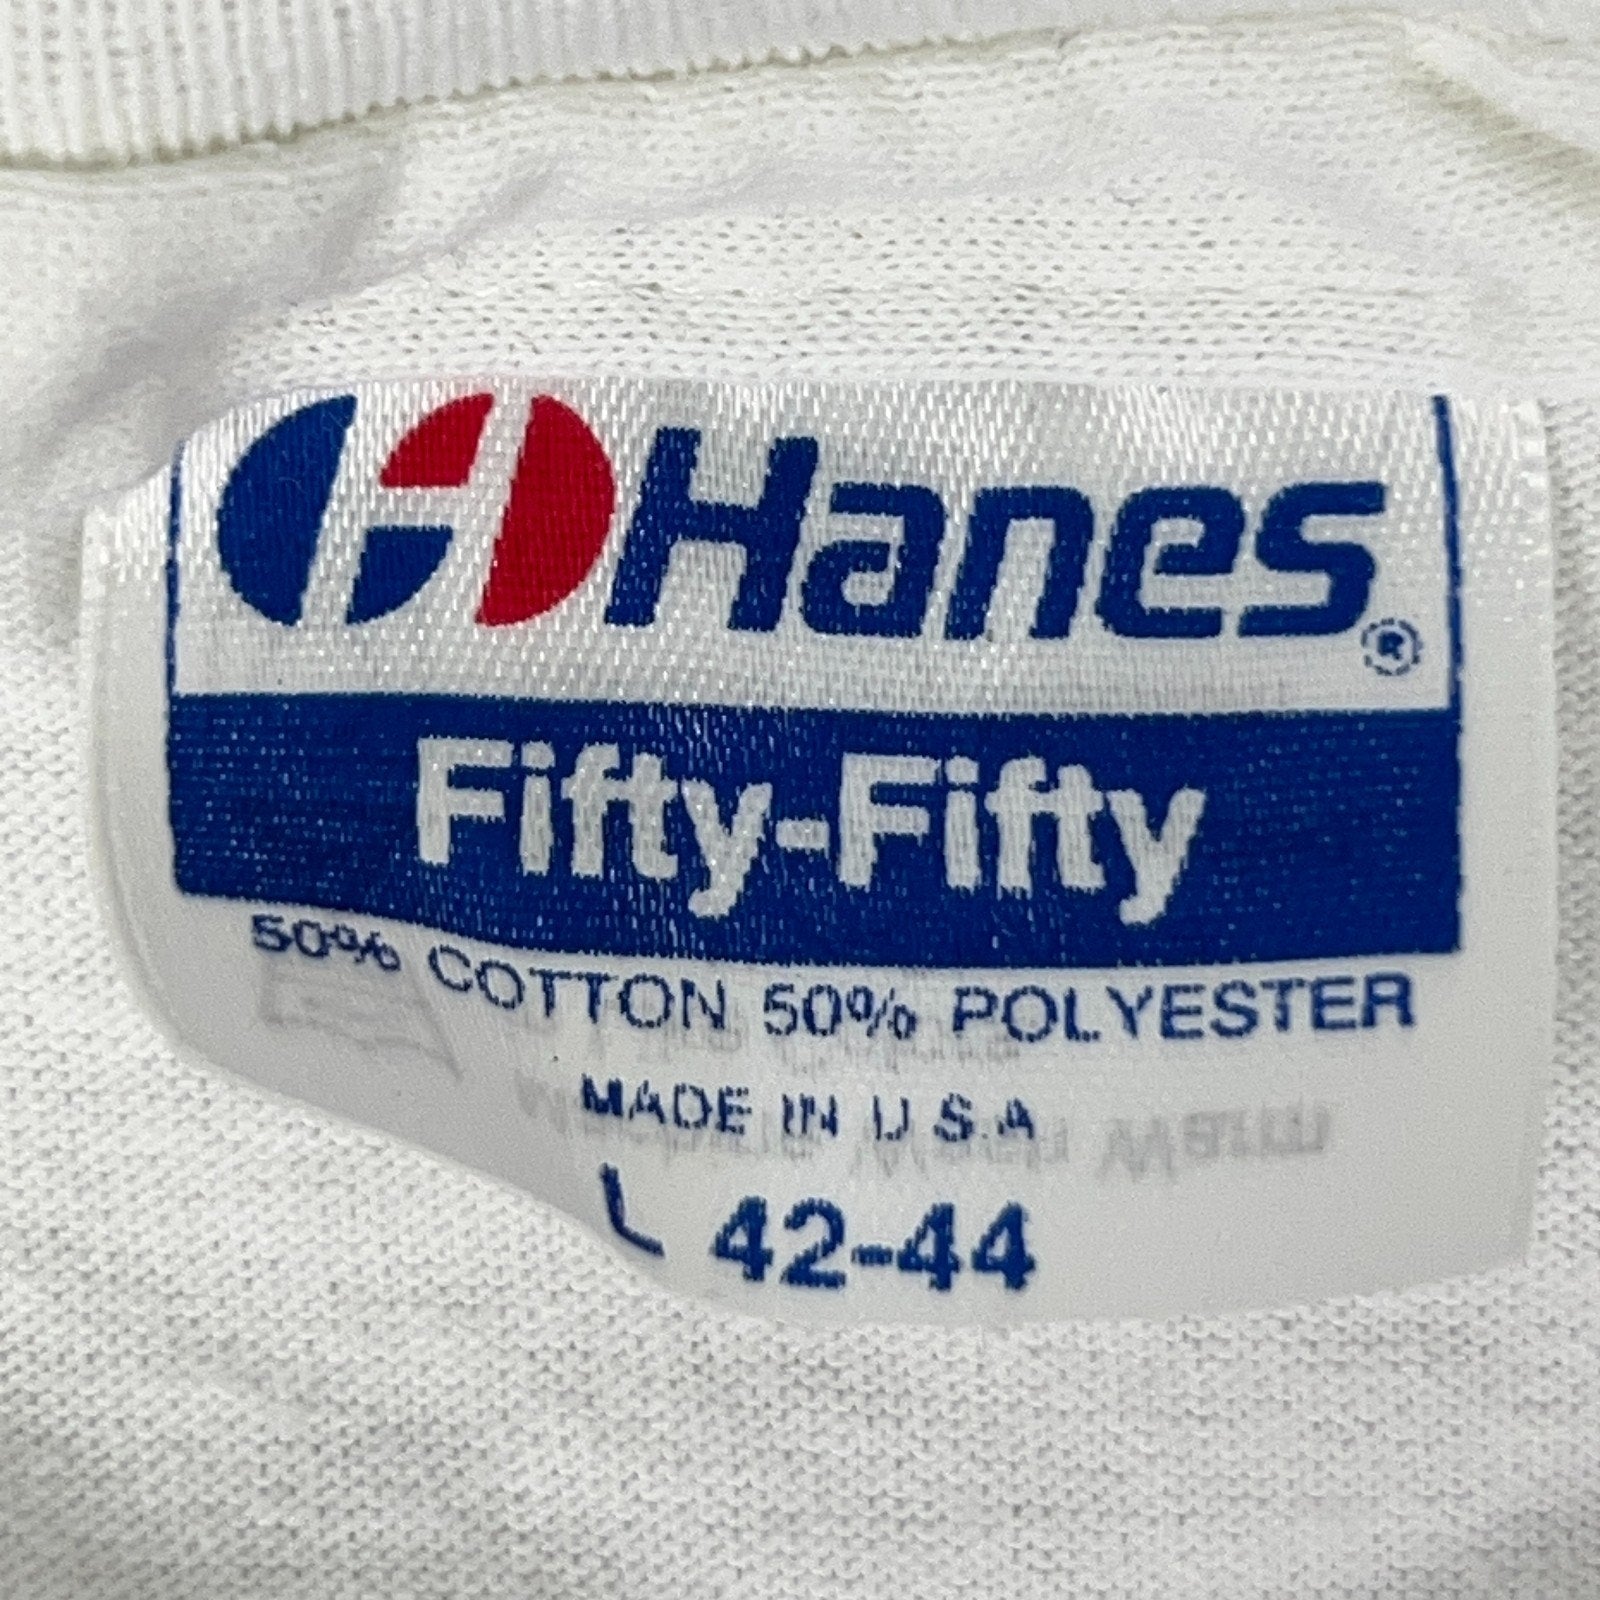 Hanes®
Fifty-Fifty
50% COTTON 50% POLYESTER
MADE IN U.S.A
L 42-44